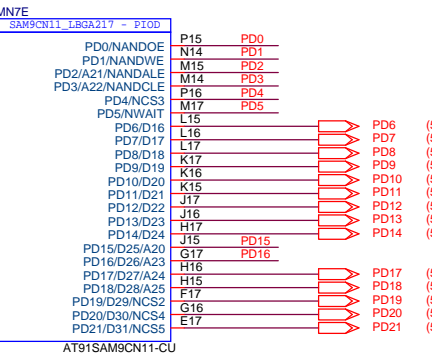 MN7E
SAM9CN11_LBGA217 - PIOD
PD0/NANDOE P15 PD0
PD1/NANDWE N14 PD1
PD2/A21/NANDALE M15 PD2
PD3/A22/NANDCLE M14 PD3
PD4/NCS3 P16 PD4
PD5/NWAIT M17 PD5
PD6/D16 L15 PD6
PD7/D17 L16 PD7
PD8/D18 L17 PD8
PD9/D19 K17 PD9
PD10/D20 K16 PD10
PD11/D21 K15 PD11
PD12/D22 J17 PD12
PD13/D23 J16 PD13
PD14/D24 H17 PD14
PD15/D25/A20 J15 PD15
PD16/D26/A23 G17 PD16
PD17/D27/A24 H16 PD17
PD18/D28/A25 H15 PD18
PD19/D29/NCS2 F17 PD19
PD20/D30/NCS4 G16 PD20
PD21/D31/NCS5 E17 PD21
AT91SAM9CN11-CU